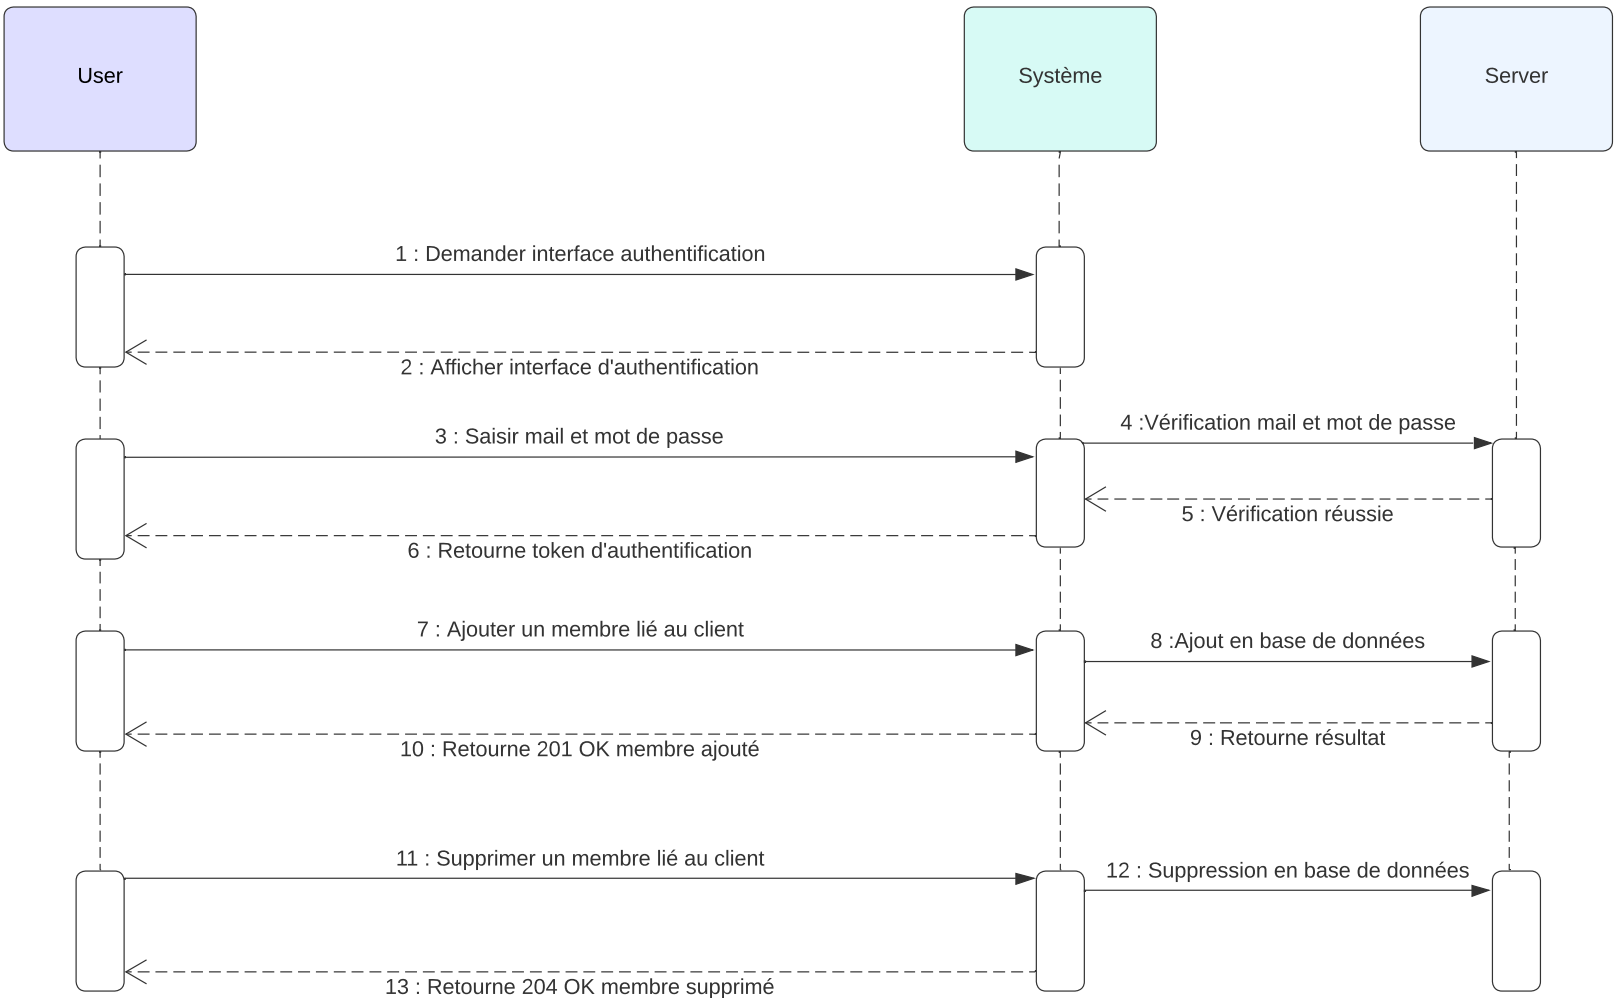 User
Système
Server
1 : Demander interface authentification
2 : Afficher interface d'authentification
3 : Saisir mail et mot de passe
4 :Vérification mail et mot de passe
5 : Vérification réussie
6 : Retourne token d'authentification
7 : Ajouter un membre lié au client
8 :Ajout en base de données
9 : Retourne résultat
10 : Retourne 201 OK membre ajouté
11 : Supprimer un membre lié au client
12 : Suppression en base de données
13 : Retourne 204 OK membre supprimé